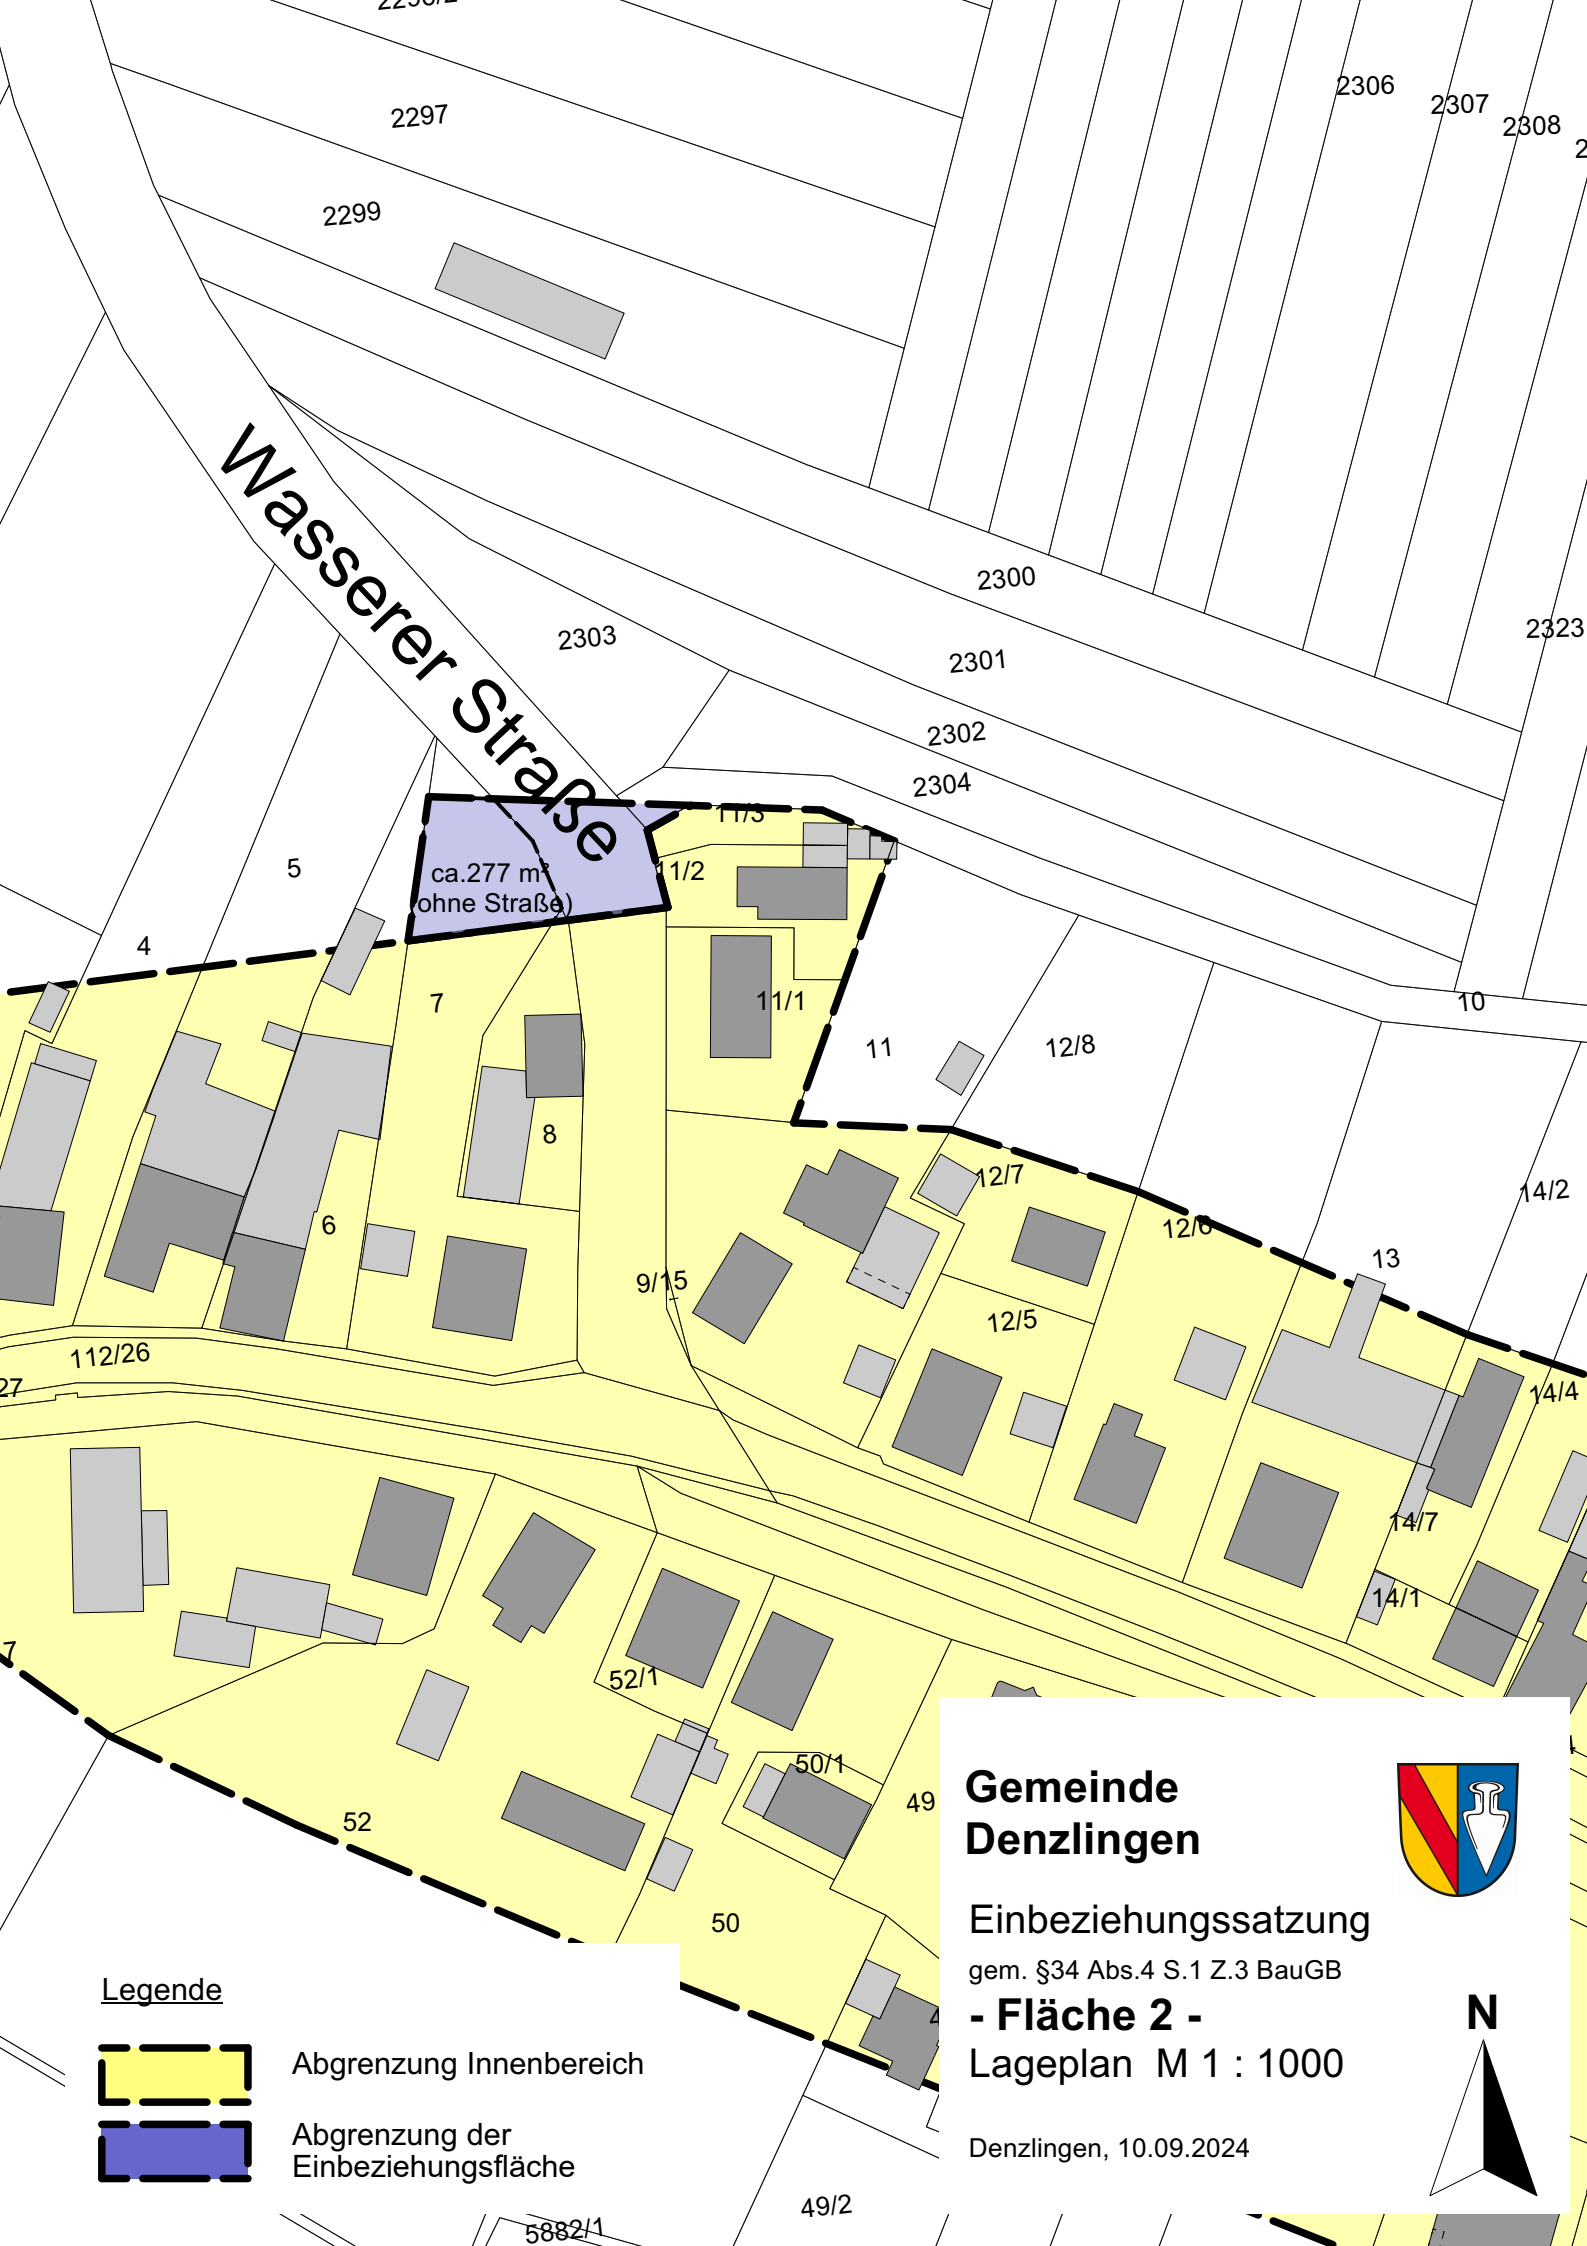 2297
2306
2307
2308
2299
Wasserer Straße
2300
2303
2323
2301
2302
2304
11/3
5
ca.277 m²
11/2
ohne Straße)
4
7
11/1
10
11
12/8
8
12/7
14/2
6
12/6
13
9/15
12/5
112/26
27
14/4
14/7
14/1
7
52/1
50/1
49
52
50
49/2
5882/1
Gemeinde
Denzlingen
Einbeziehungssatzung
gem. §34 Abs.4 S.1 Z.3 BauGB
- Fläche 2 -
Lageplan M 1 : 1000
N
Denzlingen, 10.09.2024
Legende
Abgrenzung Innenbereich
Abgrenzung der
Einbeziehungsfläche